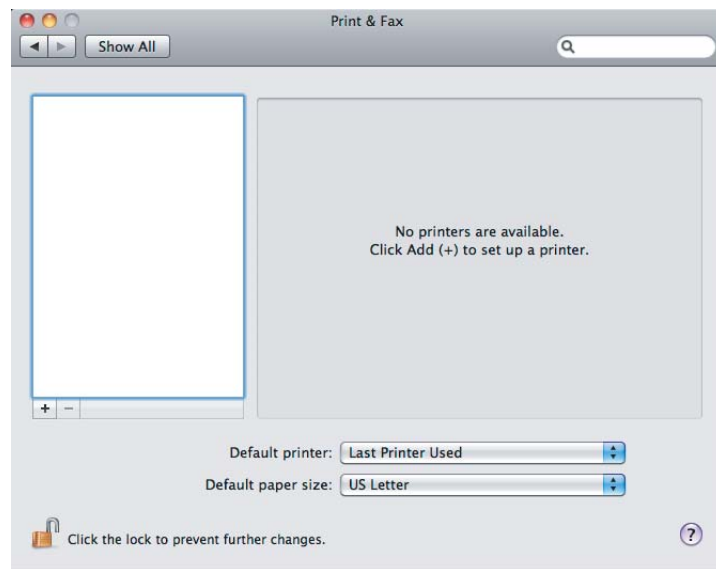 Print & Fax
Show All
No printers are available.
Click Add (+) to set up a printer.
+ −
Default printer: Last Printer Used
Default paper size: US Letter
Click the lock to prevent further changes.
?